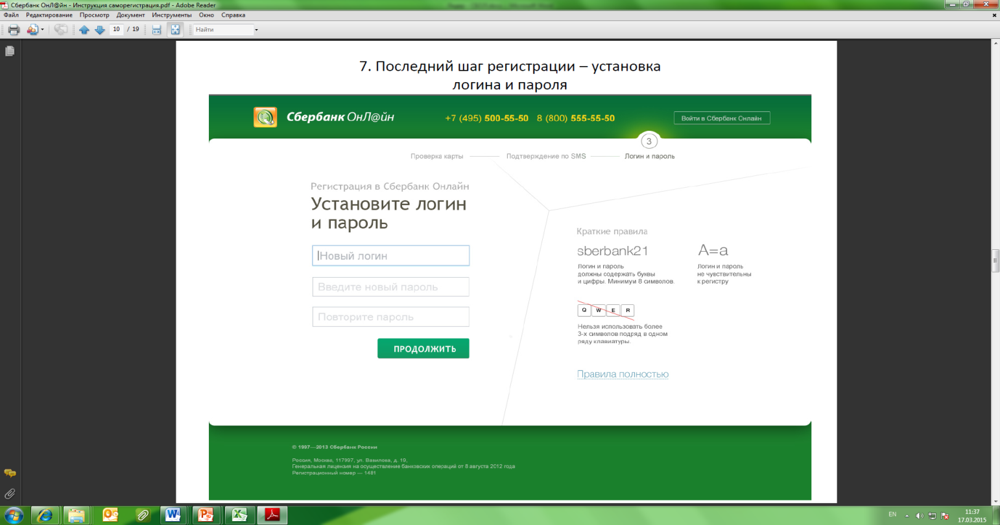 Сбербанк ОнЛ@йн - Инструкция саморегистрация.pdf - Adobe Reader
Файл Редактирование Просмотр Документ Инструменты Окно Справка
10 / 19 Найти
7. Последний шаг регистрации – установка
логина и пароля
Сбербанк ОнЛ@йн +7 (495) 500-55-50 8 (800) 555-55-50 Войти в Сбербанк Онлайн
3
Проверка карты Подтверждение по SMS Логин и пароль
Регистрация в Сбербанк Онлайн
Установите логин
и пароль
Новый логин
Введите новый пароль
Повторите пароль
ПРОДОЛЖИТЬ
Краткие правила
sberbank21
Логин и пароль
должны содержать буквы
и цифры. Минимум 8 символов.
A=a
Логин и пароль
не чувствительны
к регистру
Q W E R
Нельзя использовать более
3-х символов подряд в одном
ряду клавиатуры.
Правила полностью
© 1997—2013 Сбербанк России
Россия, Москва, 117997, ул. Вавилова, д. 19,
Генеральная лицензия на осуществление банковских операций от 8 августа 2012 года
Регистрационный номер — 1481
EN
11:37
17.03.2015